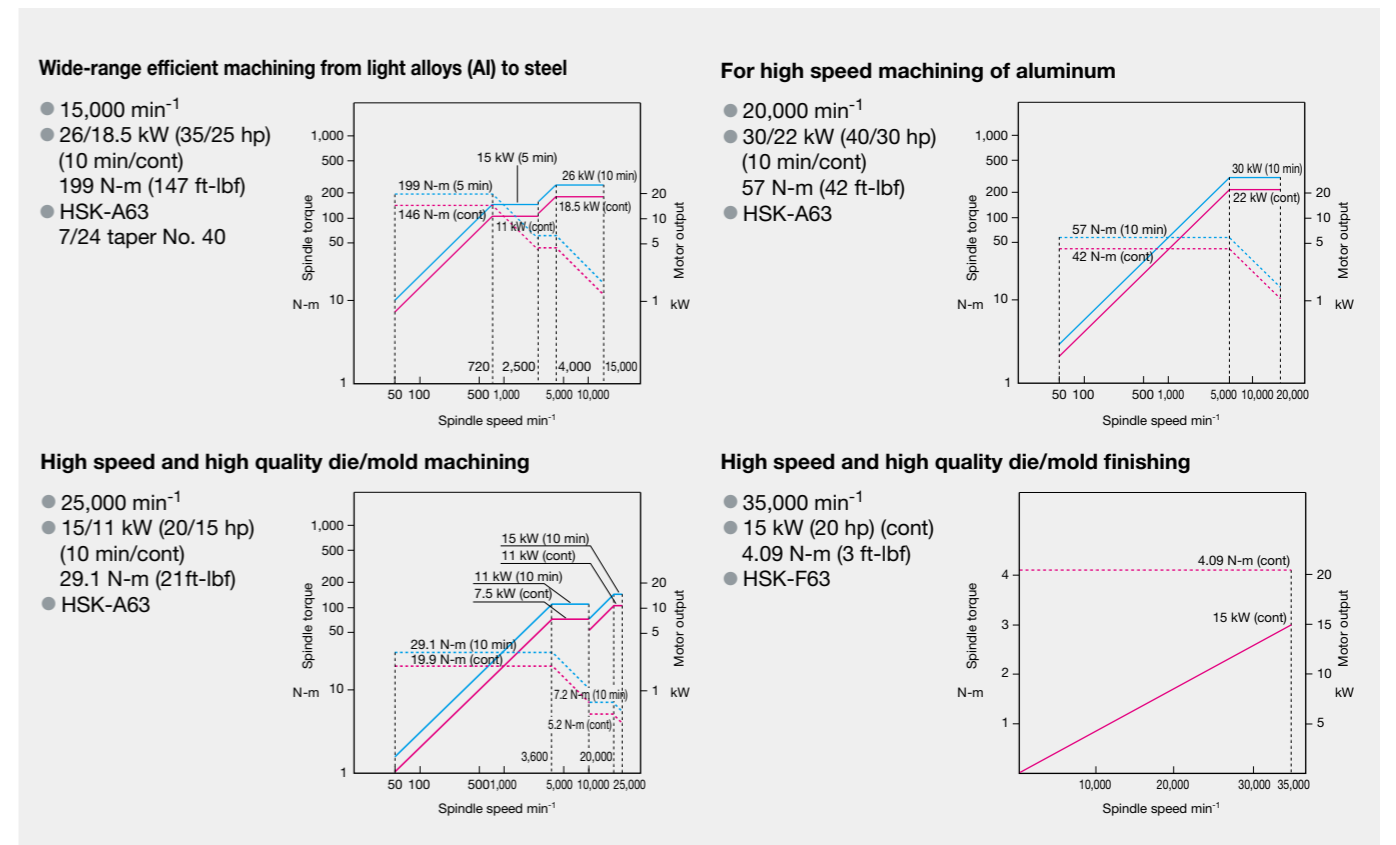 Wide-range efficient machining from light alloys (Al) to steel
● 15,000 min-1
● 26/18.5 kW (35/25 hp)
(10 min/cont)
199 N-m (147 ft-lbf)
● HSK-A63
7/24 taper No. 40
1,000
500
200
100
50
10
1
Spindle torque
N-m
15 kW (5 min)
26 kW (10 min)
199 N-m (5 min)
146 N-m (cont)
18.5 kW (cont)
11 kW (cont)
20
10
5
1
Motor output
kW
720
2,500
4,000
15,000
50 100 500 1,000 5,000 10,000
Spindle speed min-1
For high speed machining of aluminum
● 20,000 min-1
● 30/22 kW (40/30 hp)
(10 min/cont)
57 N-m (42 ft-lbf)
● HSK-A63
1,000
500
200
100
50
10
1
Spindle torque
N-m
30 kW (10 min)
22 kW (cont)
57 N-m (10 min)
42 N-m (cont)
20
10
5
1
Motor output
kW
50 100 500 1,000 5,000 10,000 20,000
Spindle speed min-1
High speed and high quality die/mold machining
● 25,000 min-1
● 15/11 kW (20/15 hp)
(10 min/cont)
29.1 N-m (21ft-lbf)
● HSK-A63
1,000
500
200
100
50
10
1
Spindle torque
N-m
15 kW (10 min)
11 kW (cont)
11 kW (10 min)
7.5 kW (cont)
29.1 N-m (10 min)
19.9 N-m (cont)
7.2 N-m (10 min)
5.2 N-m (cont)
20
10
5
1
Motor output
kW
3,600
20,000
50 100 5001,000 5,000 10,000 25,000
Spindle speed min-1
High speed and high quality die/mold finishing
● 35,000 min-1
● 15 kW (20 hp) (cont)
4.09 N-m (3 ft-lbf)
● HSK-F63
4
3
2
1
Spindle torque
N-m
4.09 N-m (cont)
15 kW (cont)
20
15
10
5
Motor output
kW
10,000 20,000 30,000 35,000
Spindle speed min-1